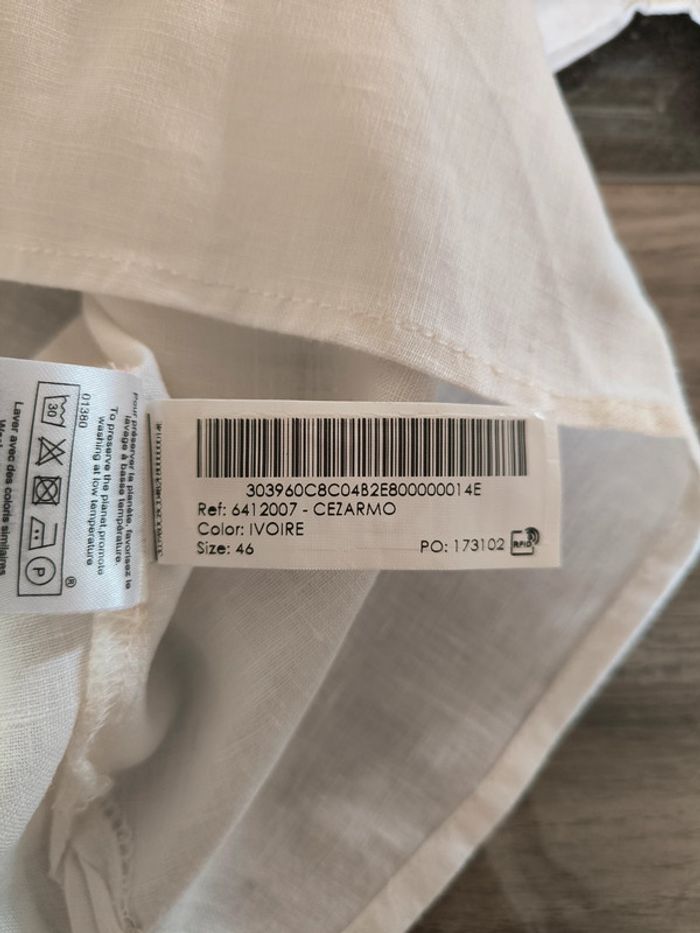 303960C8C04B2E800000014E
Ref: 6412007 - CEZARMO
Color: IVOIRE
Size: 46
PO: 173102
RFID
Pour préserver la planète, favorisez le
lavage à basse température.
To preserve the planet,promote
washing at low temperature.
01380
30
P
®
Laver avec des coloris similaires